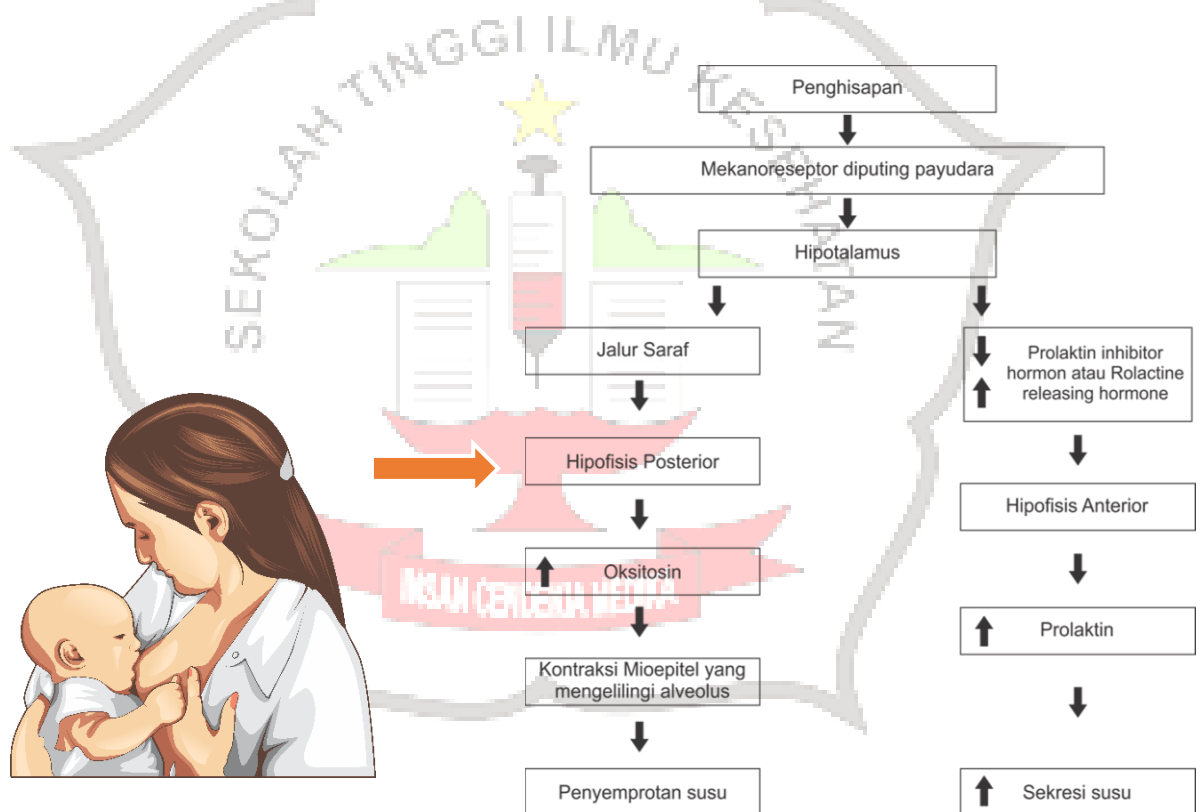 SEKOLAH TINGGI ILMU KESEHATAN
Penghisapan
Mekanoreseptor diputing payudara
Hipotalamus
Jalur Saraf
Hipofisis Posterior
Oksitosin
INSAN CENDEKIA MEDIKA
Kontraksi Mioepitel yang
mengelilingi alveolus
Penyemprotan susu
Prolaktin inhibitor
hormon atau Rolactine
releasing hormone
Hipofisis Anterior
Prolaktin
Sekresi susu